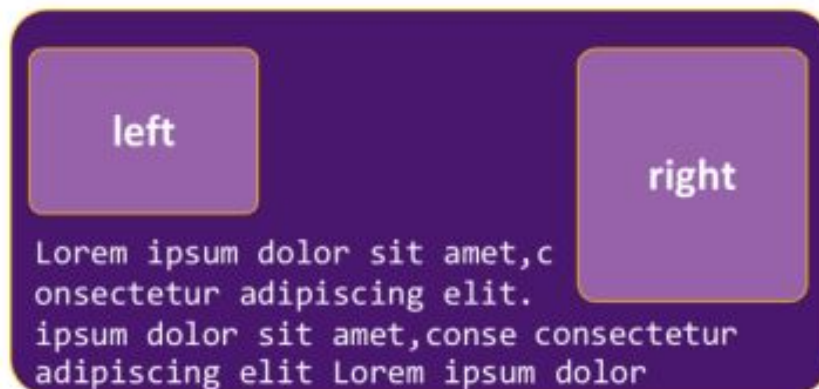 left
right
Lorem ipsum dolor sit amet,c
onsectetur adipiscing elit.
ipsum dolor sit amet,conse consectetur
adipiscing elit Lorem ipsum dolor